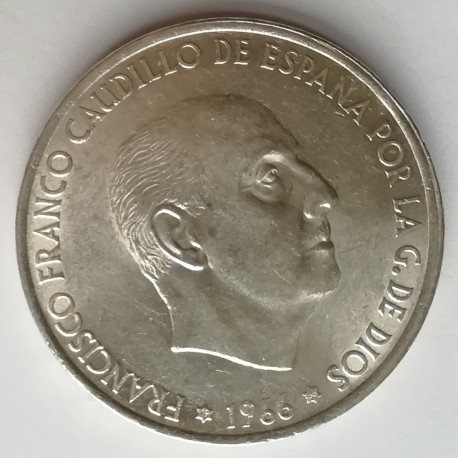 FRANCISCO FRANCO CAUDILLO DE ESPAÑA POR LA G. DE DIOS
1966